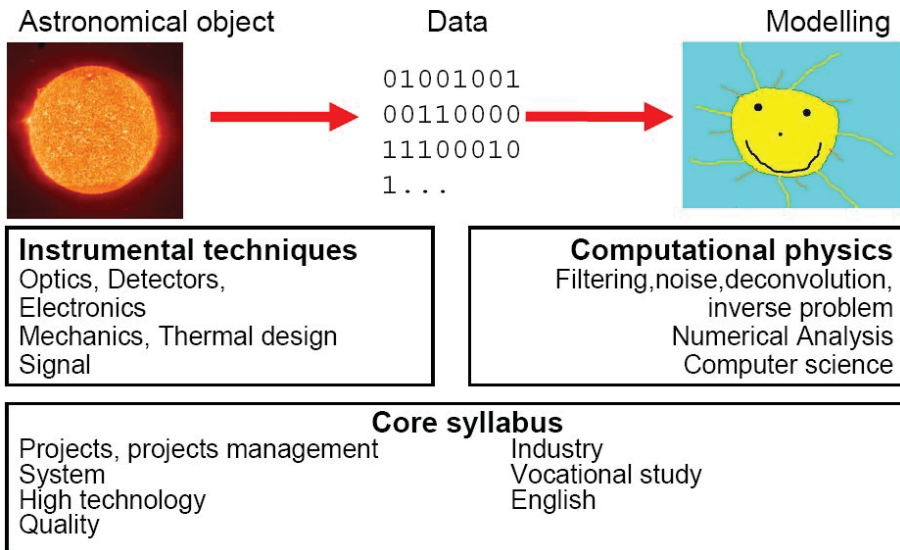 Astronomical object
Data
Modelling
01001001
00110000
11100010
1...
Instrumental techniques
Optics, Detectors,
Electronics
Mechanics, Thermal design
Signal
Computational physics
Filtering,noise,deconvolution,
inverse problem
Numerical Analysis
Computer science
Core syllabus
Projects, projects management
System
High technology
Quality
Industry
Vocational study
English